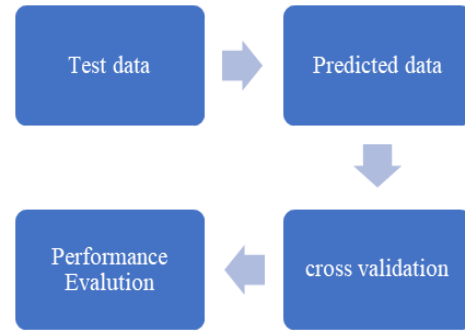 Test data
Predicted data
cross validation
Performance
Evalution